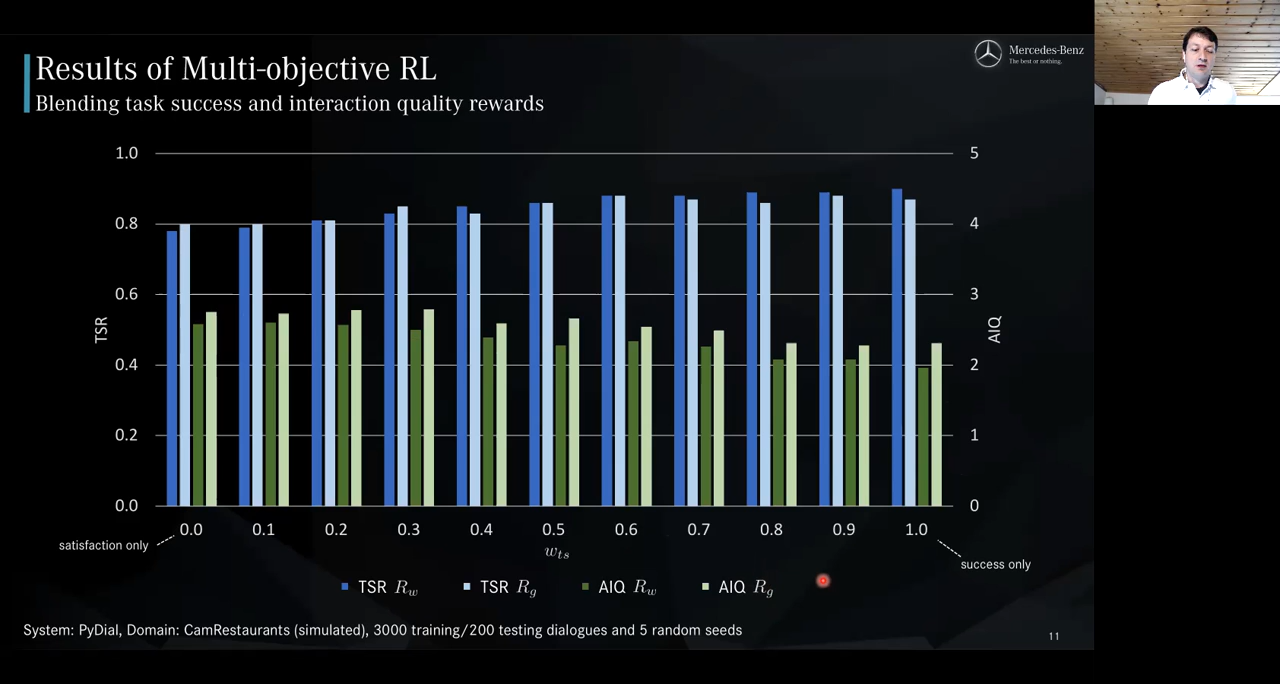 Results of Multi-objective RL
Blending task success and interaction quality rewards
Mercedes-Benz
The best or nothing.
1.0
0.8
0.6
0.4
0.2
0.0
TSR
5
4
3
2
1
0
AIQ
0.0 0.1 0.2 0.3 0.4 0.5 0.6 0.7 0.8 0.9 1.0
satisfaction only
w_ts
success only
TSR R_w TSR R_g AIQ R_w AIQ R_g
System: PyDial, Domain: CamRestaurants (simulated), 3000 training/200 testing dialogues and 5 random seeds
11